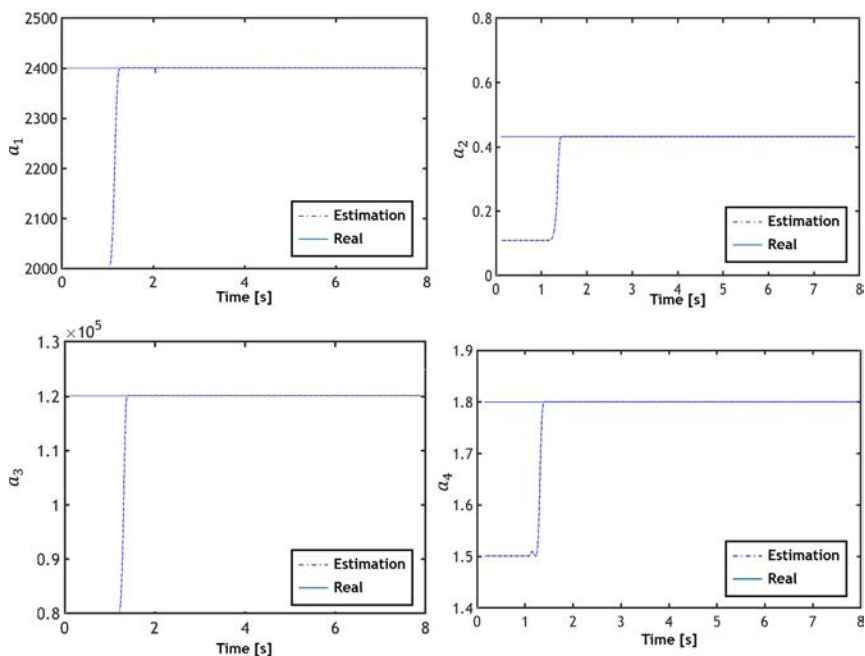 2500
2400
2300
2200
2100
2000
a1
0 2 4 6 8
Time [s]
Estimation
Real
0.8
0.6
0.4
0.2
0
a2
0 1 2 3 4 5 6 7 8
Time [s]
Estimation
Real
×10^5
1.3
1.2
1.1
1
0.9
0.8
a3
0 2 4 6 8
Time [s]
Estimation
Real
1.9
1.8
1.7
1.6
1.5
1.4
a4
0 1 2 3 4 5 6 7 8
Time [s]
Estimation
Real